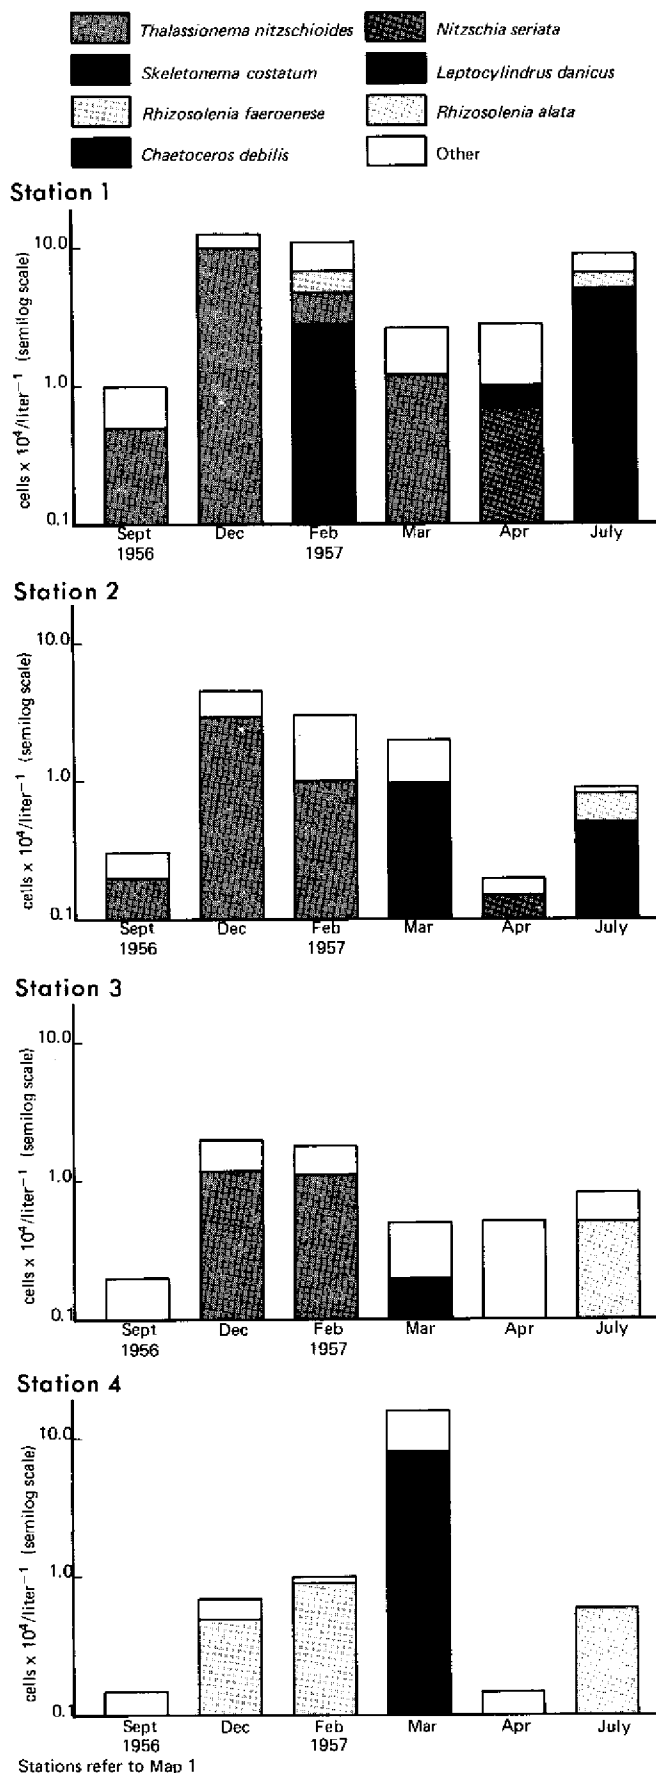 Thalassionema nitzschioides Nitzschia seriata
Skeletonema costatum Leptocylindrus danicus
Rhizosolenia faeroenese Rhizosolenia alata
Chaetoceros debilis Other
Station 1
cells x 10⁴/liter⁻¹ (semilog scale)
10.0
1.0
0.1
Sept Dec Feb Mar Apr July
1956 1957
Station 2
cells x 10⁴/liter⁻¹ (semilog scale)
10.0
1.0
0.1
Sept Dec Feb Mar Apr July
1956 1957
Station 3
cells x 10⁴/liter⁻¹ (semilog scale)
10.0
1.0
0.1
Sept Dec Feb Mar Apr July
1956 1957
Station 4
cells x 10⁴/liter⁻¹ (semilog scale)
10.0
1.0
0.1
Sept Dec Feb Mar Apr July
1956 1957
Stations refer to Map 1